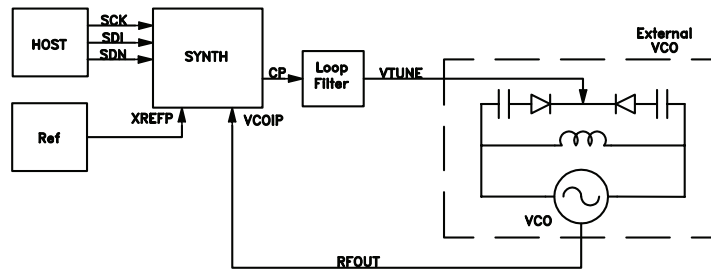 HOST
SCK
SDI
SDN
SYNTH
CP
Loop
Filter
VTUNE
External
VCO
Ref
XREFP
VCOIP
VCO
RFOUT